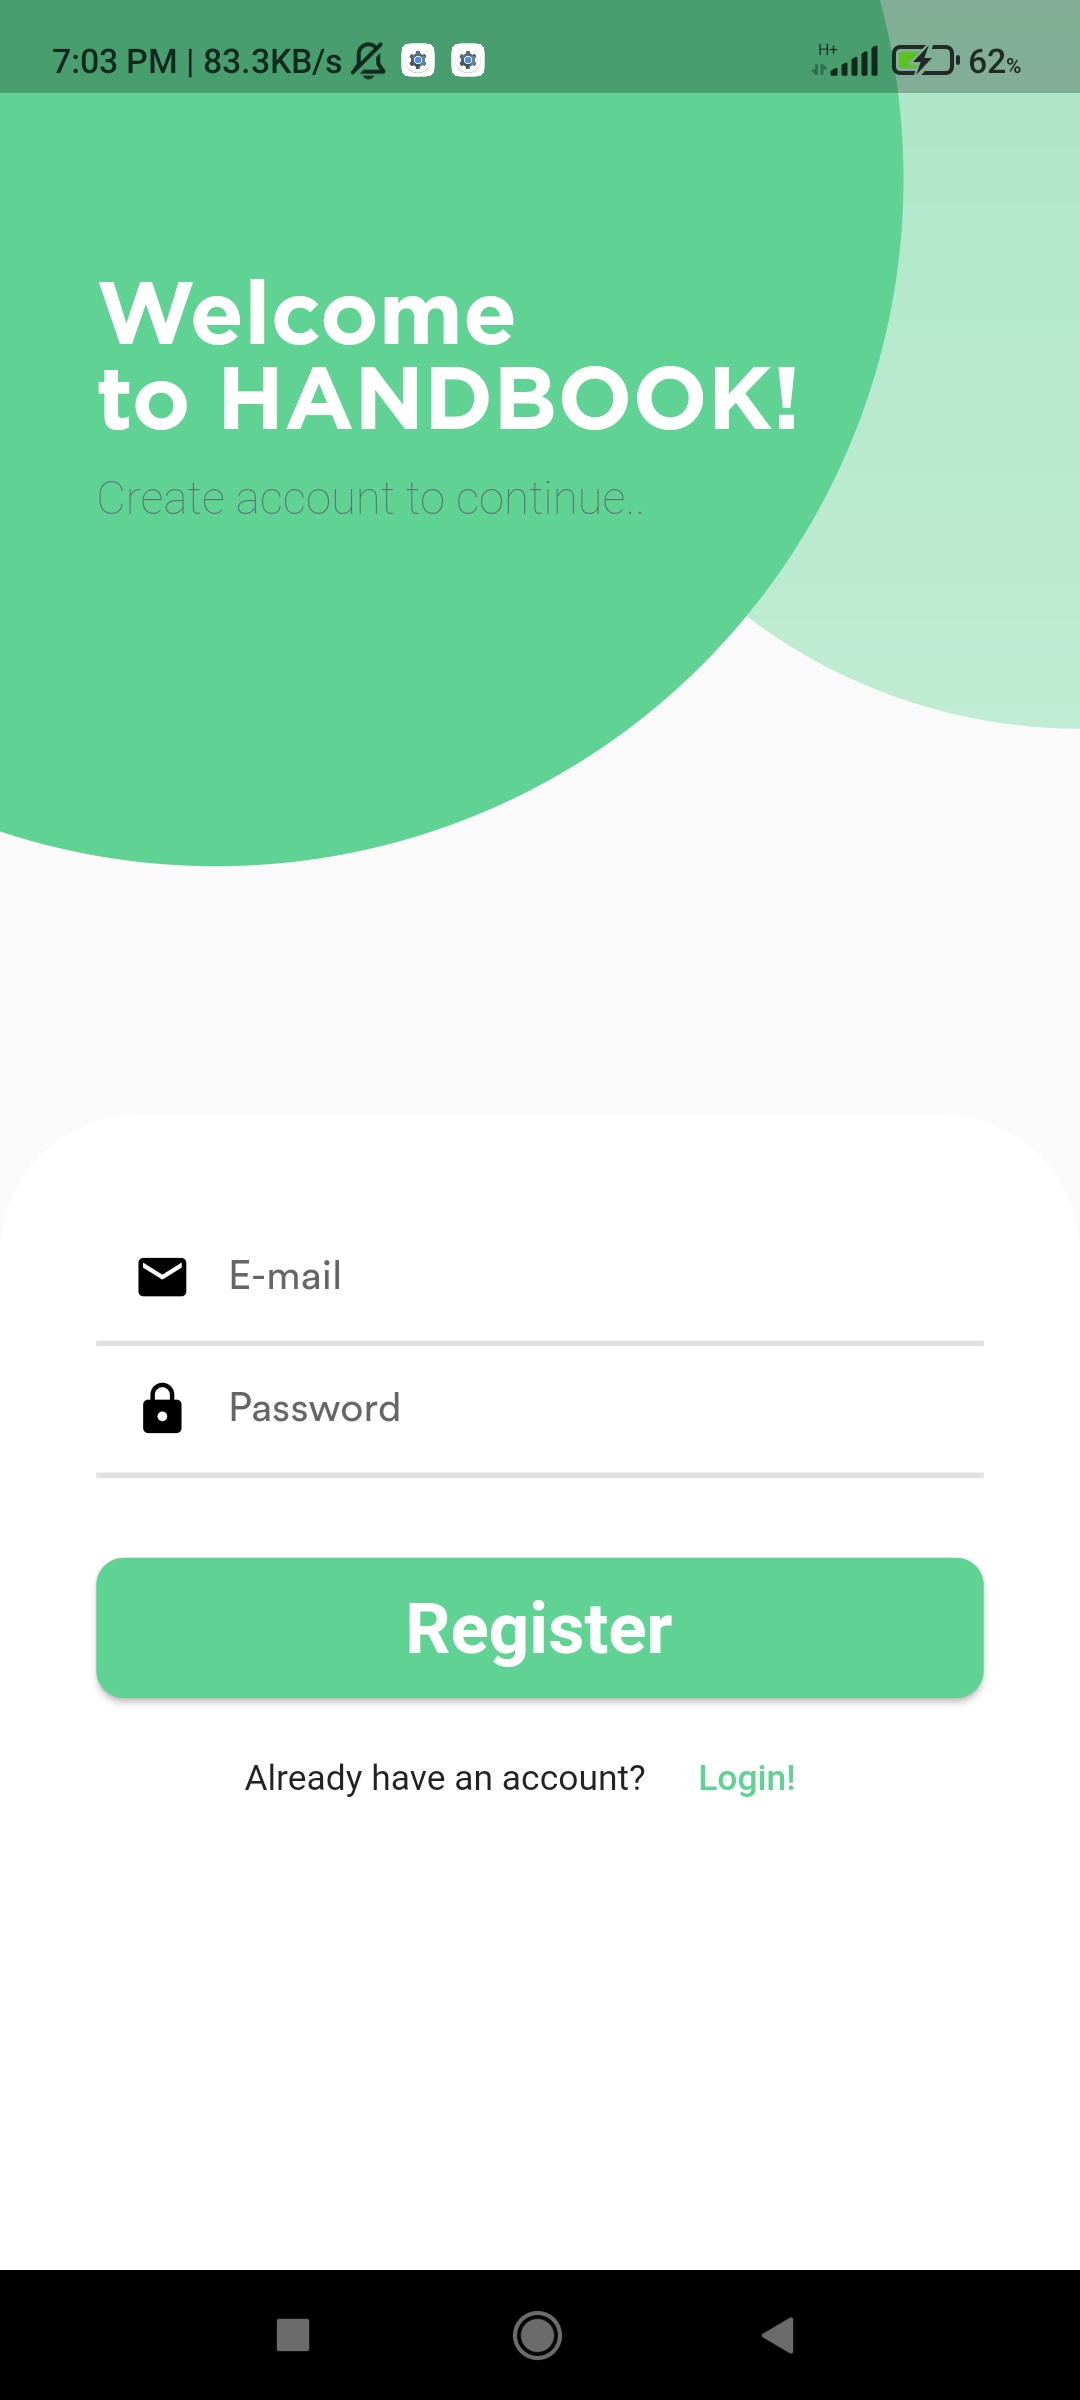 7:03 PM | 83.3KB/s H+ 62%
Welcome
to HANDBOOK!
Create account to continue..
E-mail
Password
Register
Already have an account? Login!